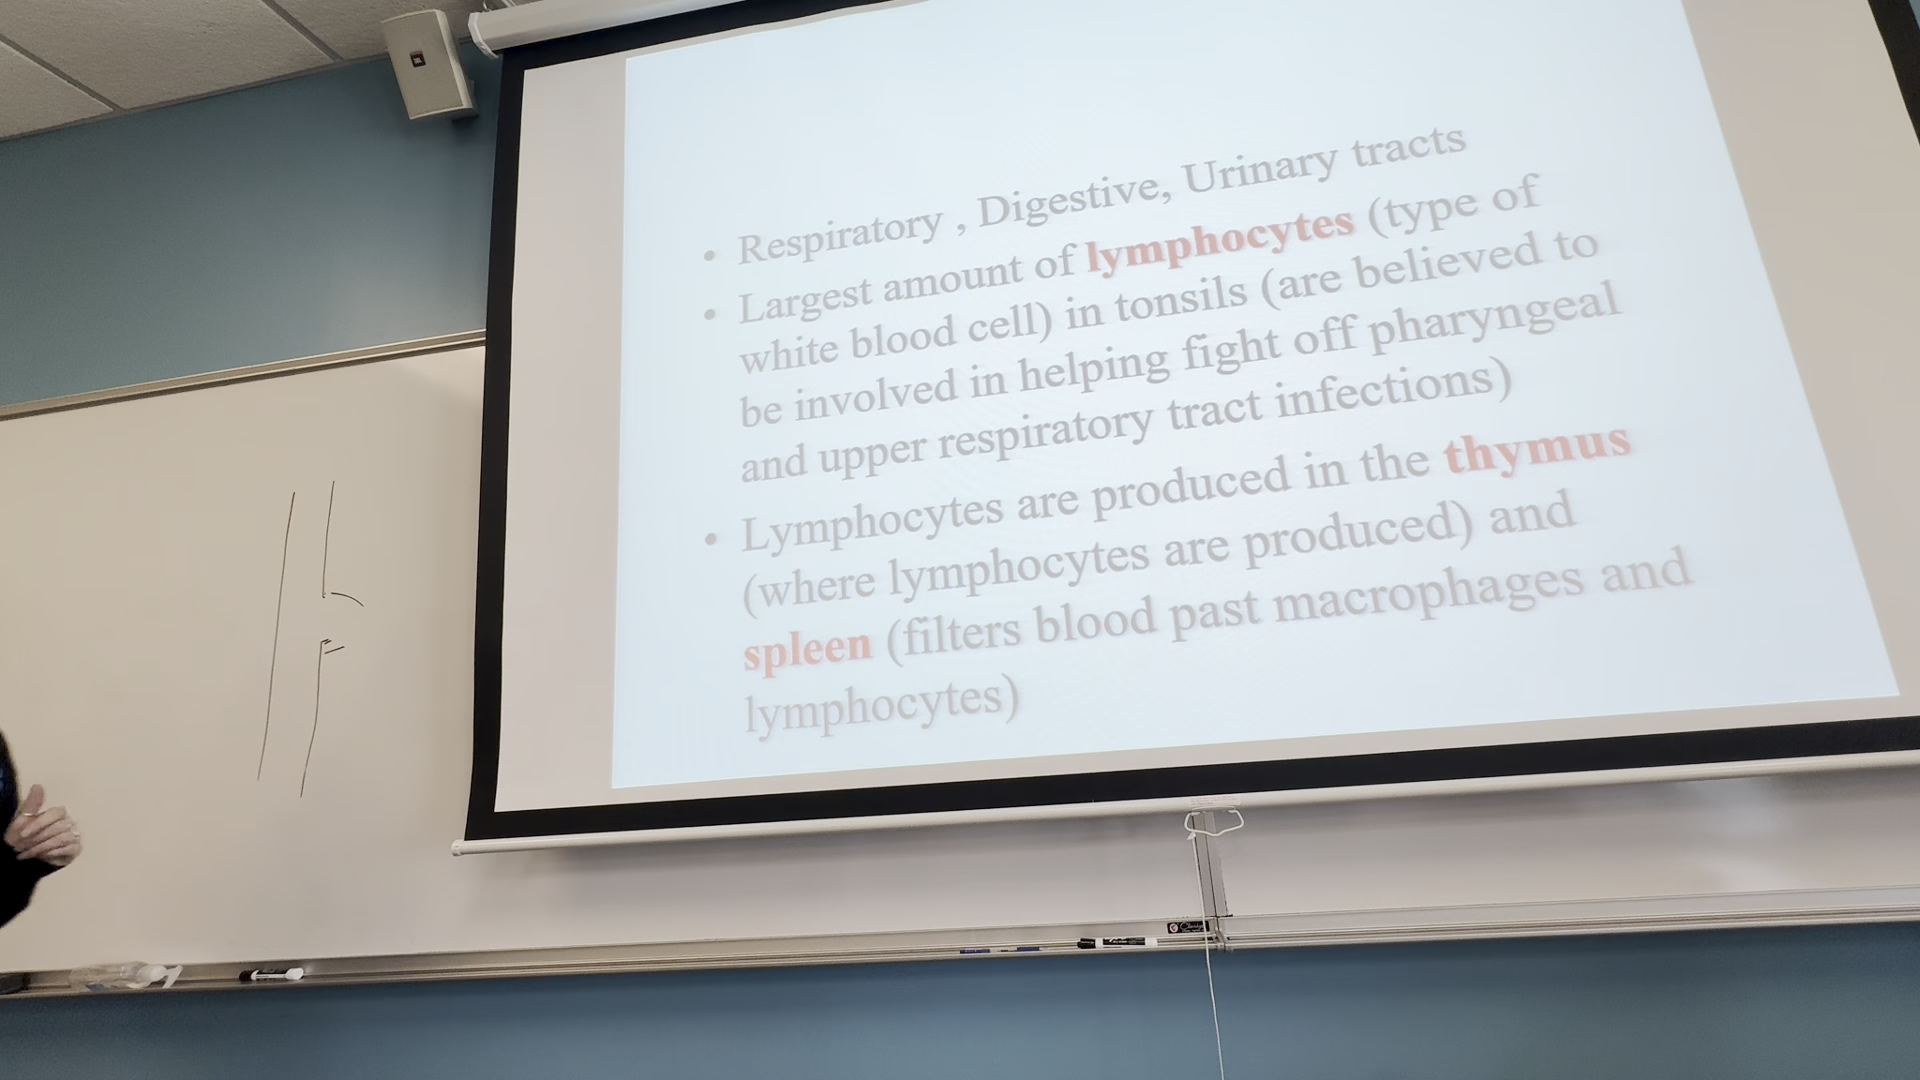 • Respiratory , Digestive, Urinary tracts
• Largest amount of lymphocytes (type of
white blood cell) in tonsils (are believed to
be involved in helping fight off pharyngeal
and upper respiratory tract infections)
• Lymphocytes are produced in the thymus
(where lymphocytes are produced) and
spleen (filters blood past macrophages and
lymphocytes)